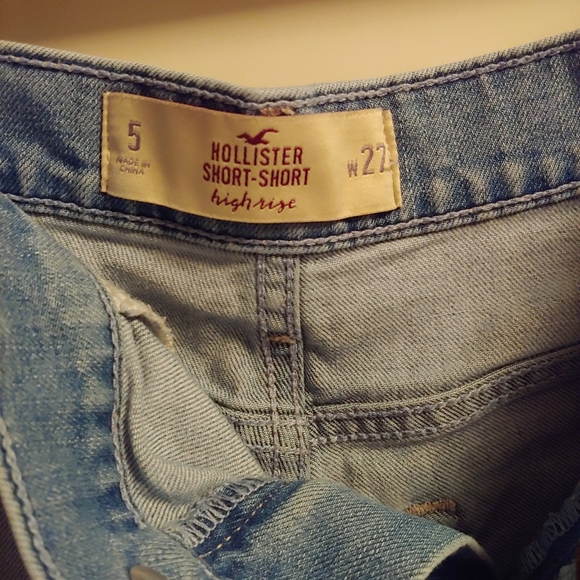 5
MADE IN
CHINA
HOLLISTER
SHORT-SHORT
high rise
W 27